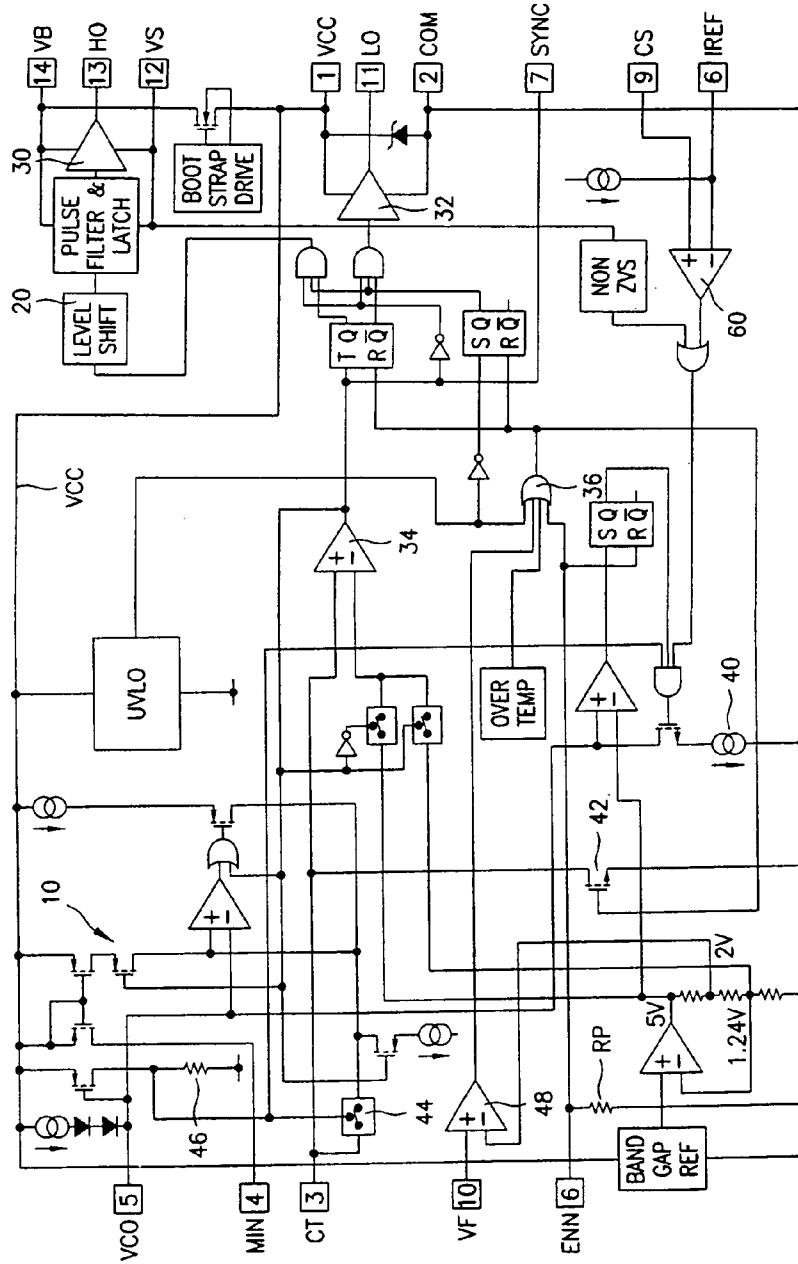 VCC
10
UVLO
20
LEVEL
SHIFT
PULSE
FILTER &
LATCH
30
14 VB
13 HO
12 VS
BOOT
STRAP
DRIVE
1 VCC
11 LO
2 COM
32
7 SYNC
9 CS
6 IREF
NON
ZVS
+
−
60
T Q
R Q
S Q
R Q
+
−
34
36
S Q
R Q
+
−
OVER
TEMP
40
42
+
−
46
44
VCO 5
MIN 4
CT 3
VF 10
ENN 6
+
−
48
RP
BAND
GAP
REF
+
−
5V
2V
1.24V